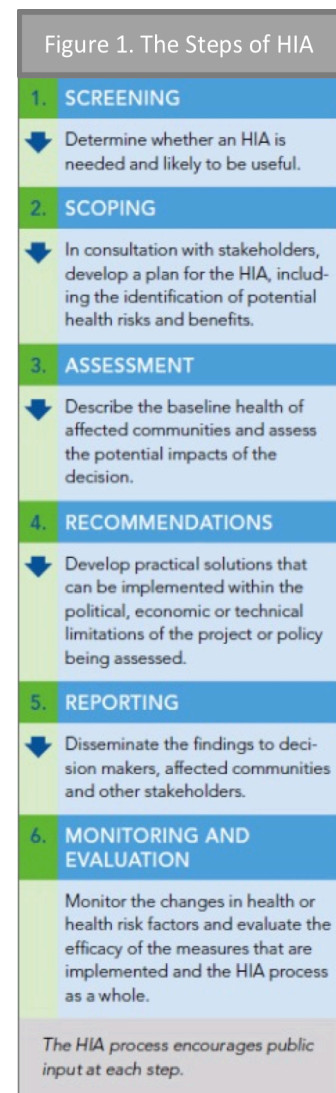 Figure 1. The Steps of HIA
1. SCREENING
Determine whether an HIA is
needed and likely to be useful.
2. SCOPING
In consultation with stakeholders,
develop a plan for the HIA, includ-
ing the identification of potential
health risks and benefits.
3. ASSESSMENT
Describe the baseline health of
affected communities and assess
the potential impacts of the
decision.
4. RECOMMENDATIONS
Develop practical solutions that
can be implemented within the
political, economic or technical
limitations of the project or policy
being assessed.
5. REPORTING
Disseminate the findings to deci-
sion makers, affected communities
and other stakeholders.
6. MONITORING AND
EVALUATION
Monitor the changes in health or
health risk factors and evaluate the
efficacy of the measures that are
implemented and the HIA process
as a whole.
The HIA process encourages public
input at each step.